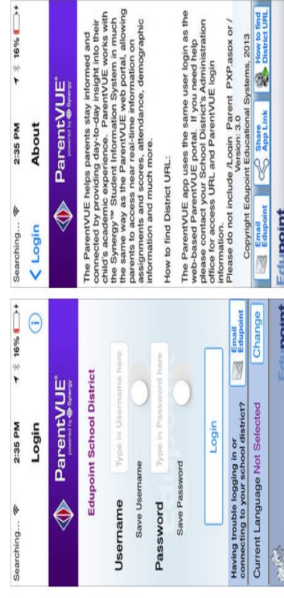 Searching...
2:35 PM
16%
Login
ParentVUE
powered by Synergy
Edupoint School District
Username
Type in Username here
Save Username
Password
Type in Password here
Save Password
Login
Having trouble logging in or
connecting to your school district?
Email
Edupoint
Current Language Not Selected
Change
Edupoint
Searching...
2:35 PM
16%
Login
About
ParentVUE
powered by Synergy
The ParentVUE helps parents stay informed and
connected by providing day-to-day insight into their
child's academic experience. ParentVUE works with
the Synergy Student Information System in much
the same way as the ParentVUE web portal, allowing
parents to access near real-time information on
assignments and scores, attendance, demographic
information and much more.
How to find District URL:
The ParentVUE app uses the same user login as the
web-based ParentVUE portal. If you need help
please contact your School District's Administration
office for access URL and ParentVUE login
information.
Please do not include /Login_Parent_PXP.aspx or /
Version: 3.0
Copyright Edupoint Educational Systems, 2013
Email
Edupoint
Share
App Link
How to find
District URL
Edupoint